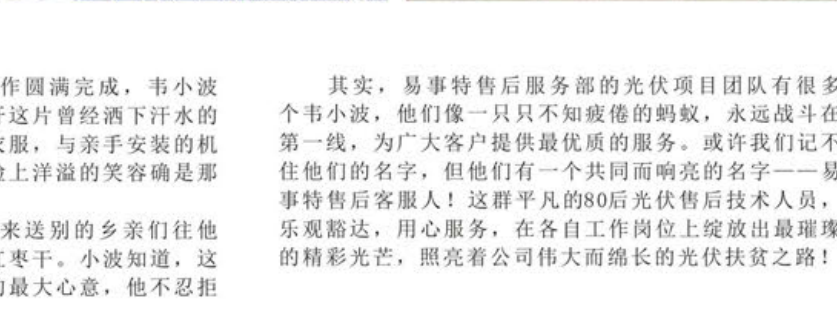 作圆满完成，韦小波
这片曾经洒下汗水的
服，与亲手安装的机
上洋溢的笑容确是那
来送别的乡亲们往他
枣干。小波知道，这
最大心意，他不忍拒
其实，易事特售后服务部的光伏项目团队有很多
个韦小波，他们像一只只不知疲倦的蚂蚁，永远战斗在
第一线，为广大客户提供最优质的服务。或许我们记不
住他们的名字，但他们有一个共同而响亮的名字——易
事特售后客服人！这群平凡的80后光伏售后技术人员，
乐观豁达，用心服务，在各自工作岗位上绽放出最璀璨
的精彩光芒，照亮着公司伟大而绵长的光伏扶贫之路！